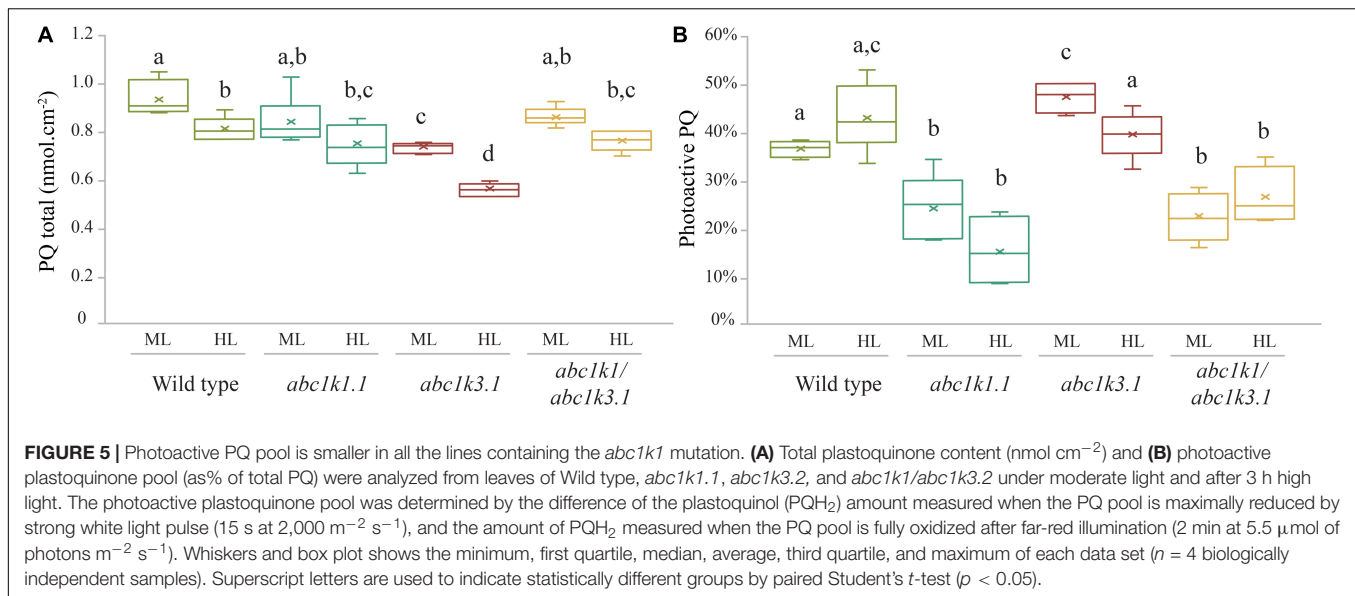 A
B
1.2
1.0
0.8
0.6
0.4
0.2
0
PQ total (nmol.cm-2)
a
b
a,b
b,c
c
d
a,b
b,c
ML HL ML HL ML HL ML HL
Wild type abc1k1.1 abc1k3.1 abc1k1/
abc1k3.1
60%
50%
40%
30%
20%
10%
0%
Photoactive PQ
a
a,c
b
b
c
a
b
b
ML HL ML HL ML HL ML HL
Wild type abc1k1.1 abc1k3.1 abc1k1/
abc1k3.1
FIGURE 5 | Photoactive PQ pool is smaller in all the lines containing the abc1k1 mutation. (A) Total plastoquinone content (nmol cm−2) and (B) photoactive
plastoquinone pool (as% of total PQ) were analyzed from leaves of Wild type, abc1k1.1, abc1k3.2, and abc1k1/abc1k3.2 under moderate light and after 3 h high
light. The photoactive plastoquinone pool was determined by the difference of the plastoquinol (PQH2) amount measured when the PQ pool is maximally reduced by
strong white light pulse (15 s at 2,000 m−2 s−1), and the amount of PQH2 measured when the PQ pool is fully oxidized after far-red illumination (2 min at 5.5 μmol of
photons m−2 s−1). Whiskers and box plot shows the minimum, first quartile, median, average, third quartile, and maximum of each data set (n = 4 biologically
independent samples). Superscript letters are used to indicate statistically different groups by paired Student's t-test (p < 0.05).